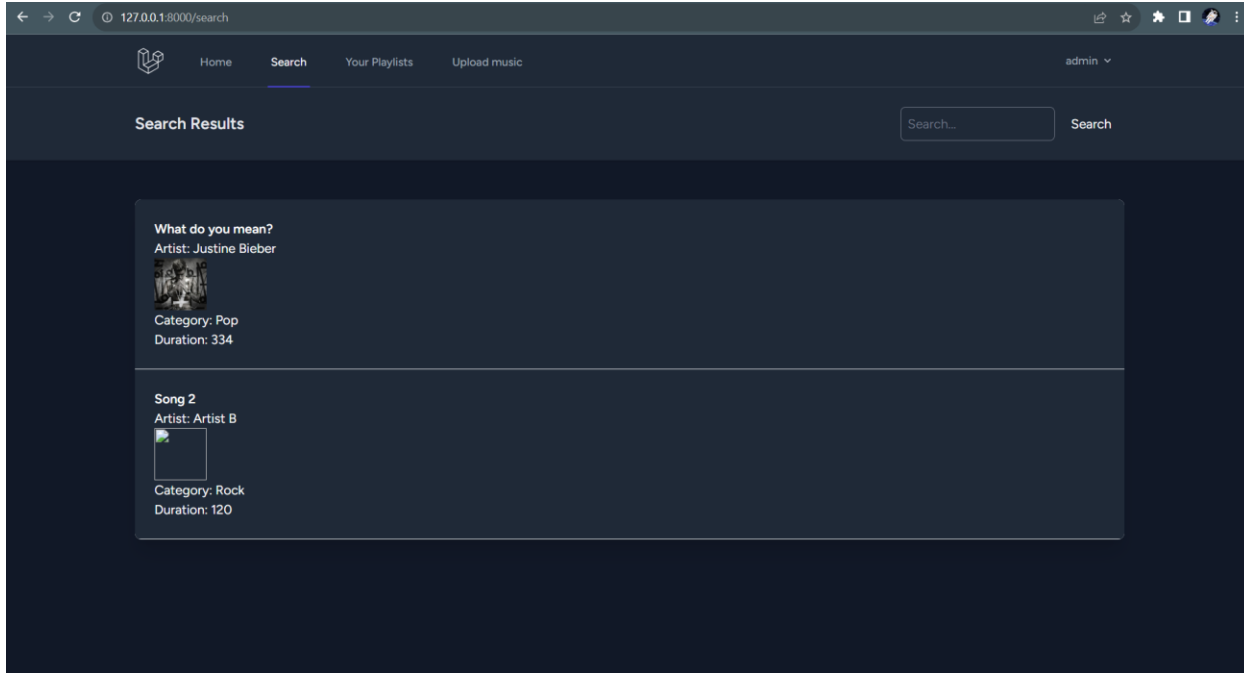 127.0.0.1:8000/search
Home Search Your Playlists Upload music admin
Search Results Search... Search
What do you mean?
Artist: Justine Bieber
Category: Pop
Duration: 334
Song 2
Artist: Artist B
Category: Rock
Duration: 120